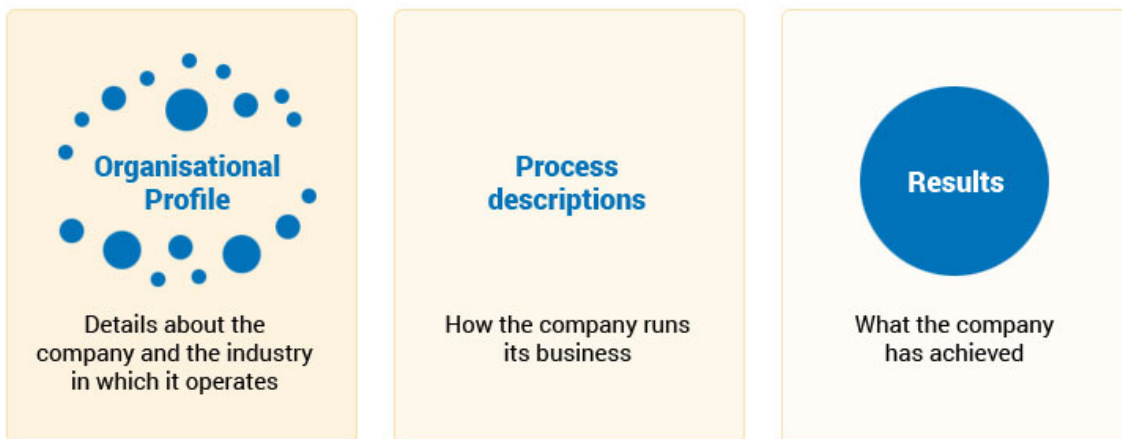 Organisational
Profile
Details about the
company and the industry
in which it operates
Process
descriptions
How the company runs
its business
Results
What the company
has achieved